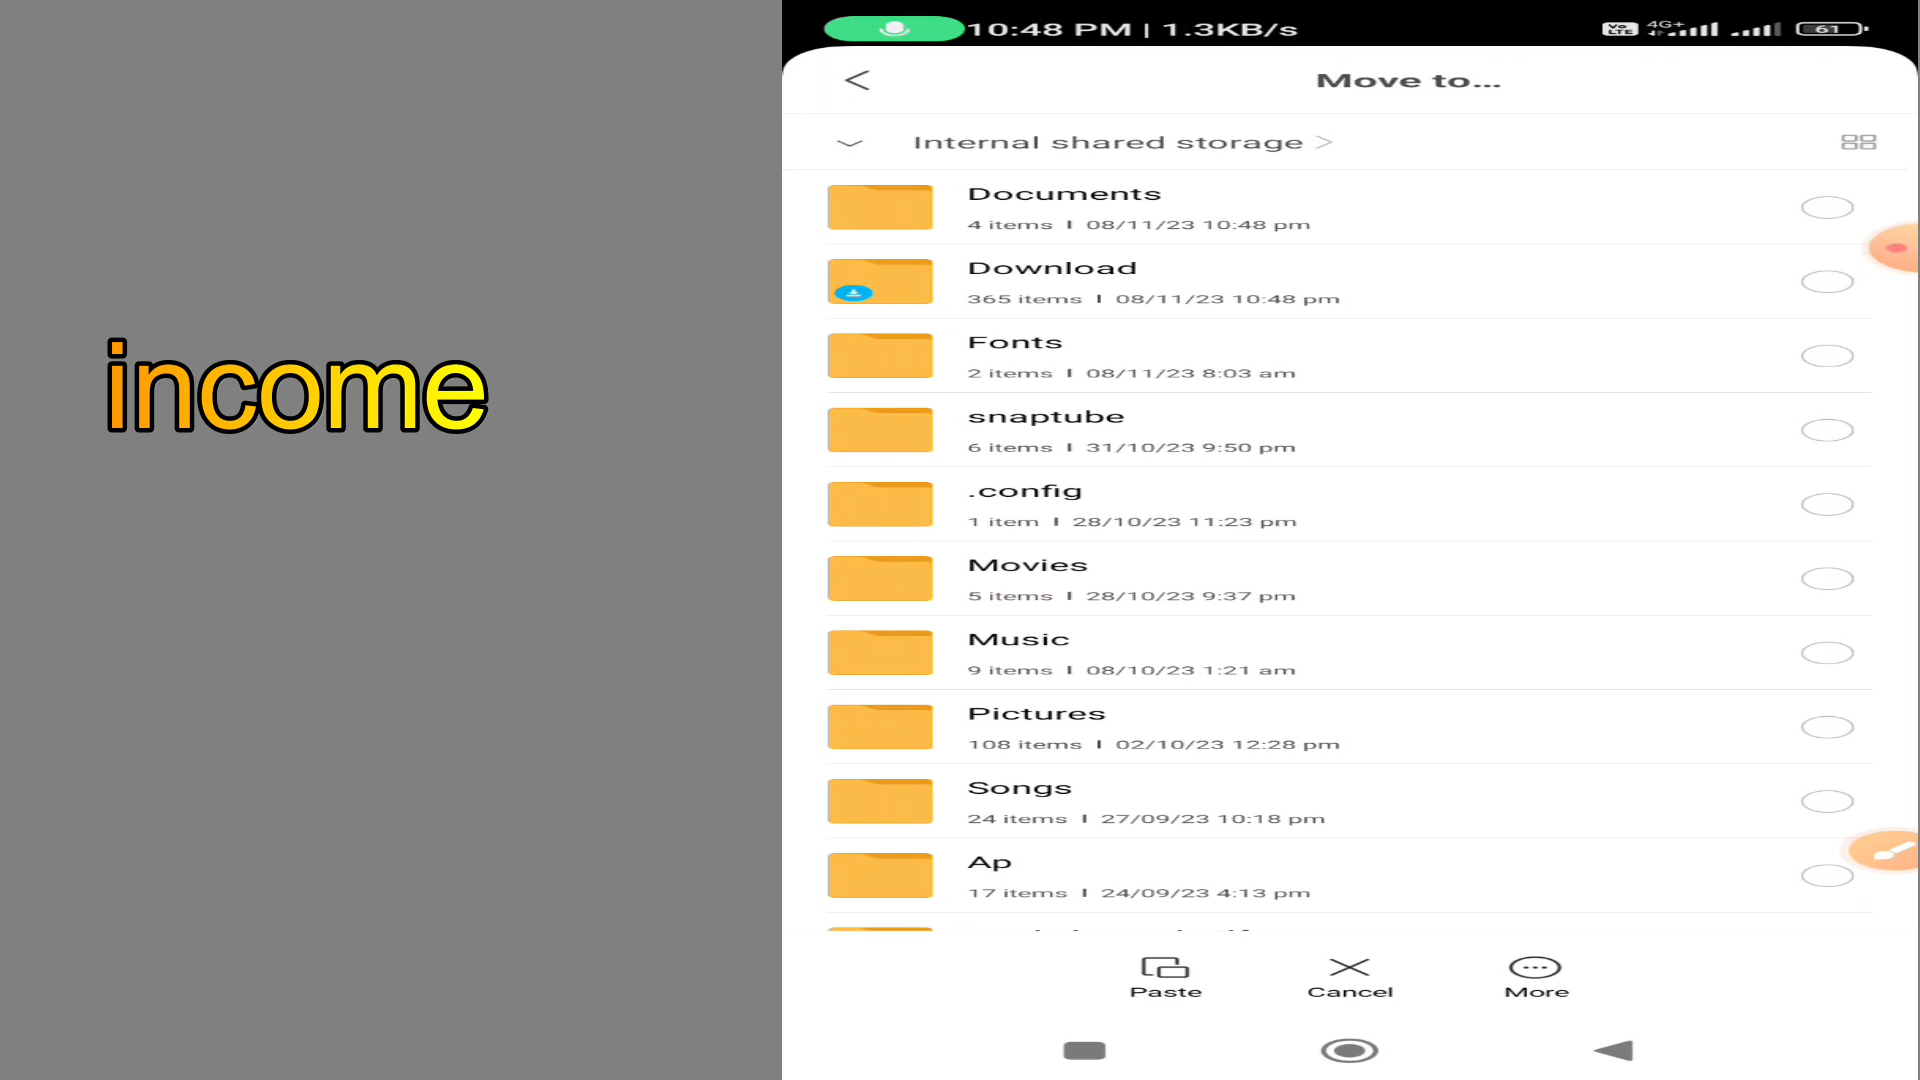 income
10:48 PM | 1.3KB/s
Vo LTE 4G+ 61
Move to...
Internal shared storage >
Documents
4 items | 08/11/23 10:48 pm
Download
365 items | 08/11/23 10:48 pm
Fonts
2 items | 08/11/23 8:03 am
snaptube
6 items | 31/10/23 9:50 pm
.config
1 item | 28/10/23 11:23 pm
Movies
5 items | 28/10/23 9:37 pm
Music
9 items | 08/10/23 1:21 am
Pictures
108 items | 02/10/23 12:28 pm
Songs
24 items | 27/09/23 10:18 pm
Ap
17 items | 24/09/23 4:13 pm
Paste
Cancel
More